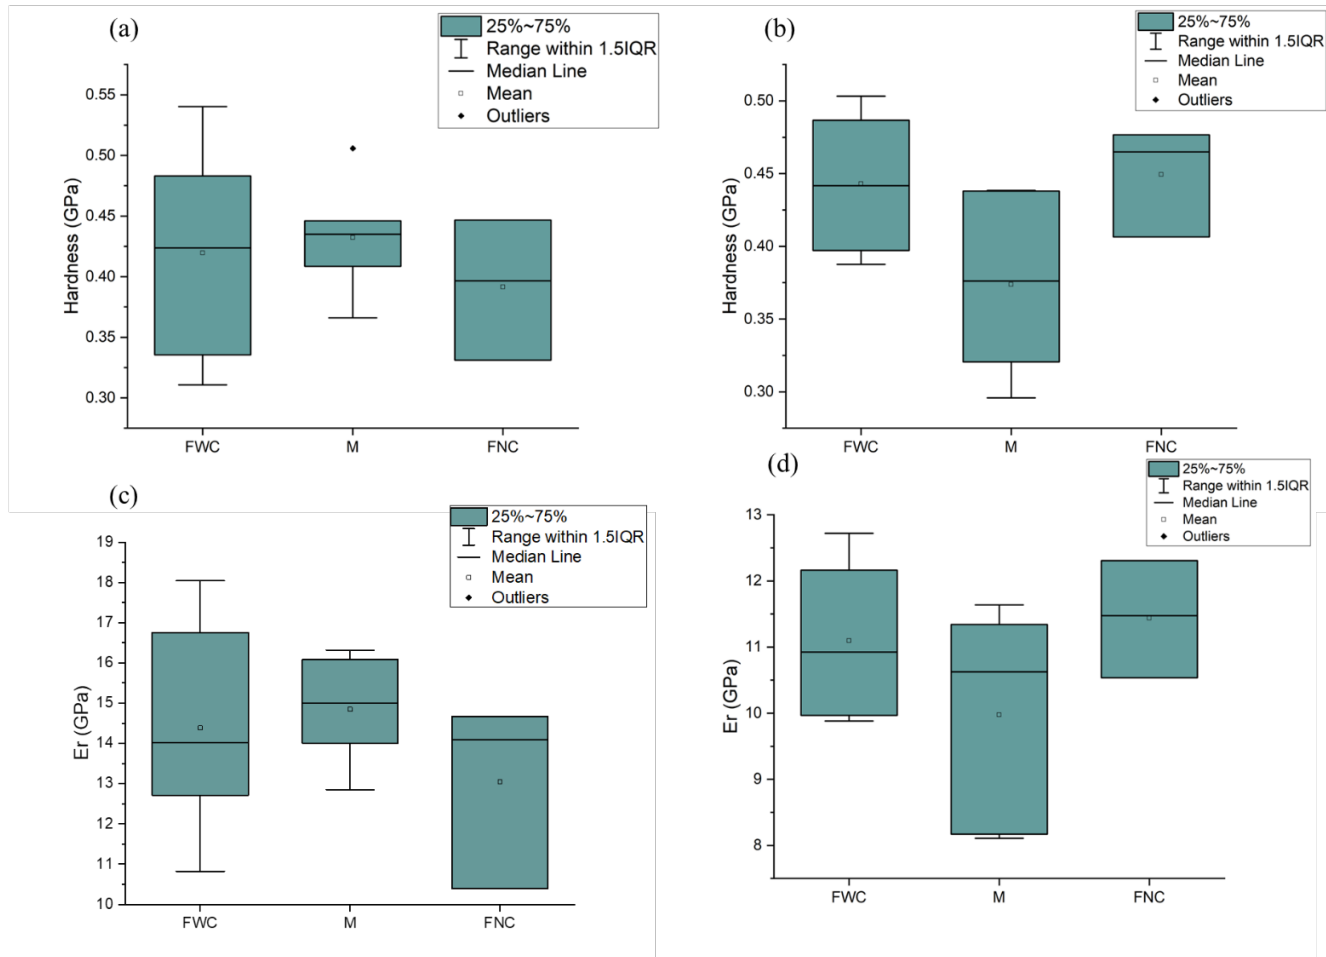 (a)
25%~75%
Range within 1.5IQR
Median Line
Mean
Outliers
0.55
0.50
0.45
0.40
0.35
0.30
Hardness (GPa)
FWC
M
FNC
(b)
25%~75%
Range within 1.5IQR
Median Line
Mean
Outliers
0.50
0.45
0.40
0.35
0.30
Hardness (GPa)
FWC
M
FNC
(c)
25%~75%
Range within 1.5IQR
Median Line
Mean
Outliers
19
18
17
16
15
14
13
12
11
10
Er (GPa)
FWC
M
FNC
(d)
25%~75%
Range within 1.5IQR
Median Line
Mean
Outliers
13
12
11
10
9
8
Er (GPa)
FWC
M
FNC